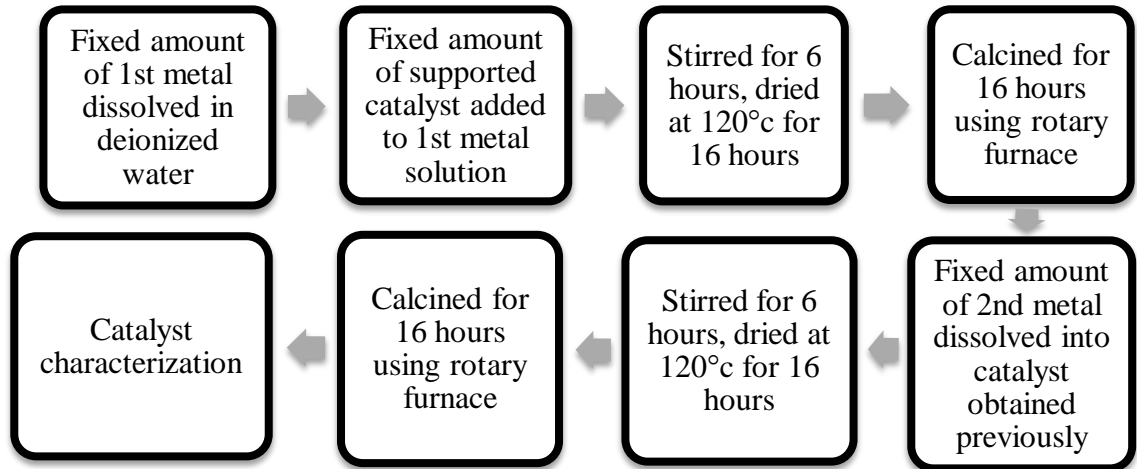 Fixed amount
of 1st metal
dissolved in
deionized
water
Fixed amount
of supported
catalyst added
to 1st metal
solution
Stirred for 6
hours, dried
at 120°c for
16 hours
Calcined for
16 hours
using rotary
furnace
Fixed amount
of 2nd metal
dissolved into
catalyst
obtained
previously
Stirred for 6
hours, dried at
120°c for 16
hours
Calcined for
16 hours
using rotary
furnace
Catalyst
characterization